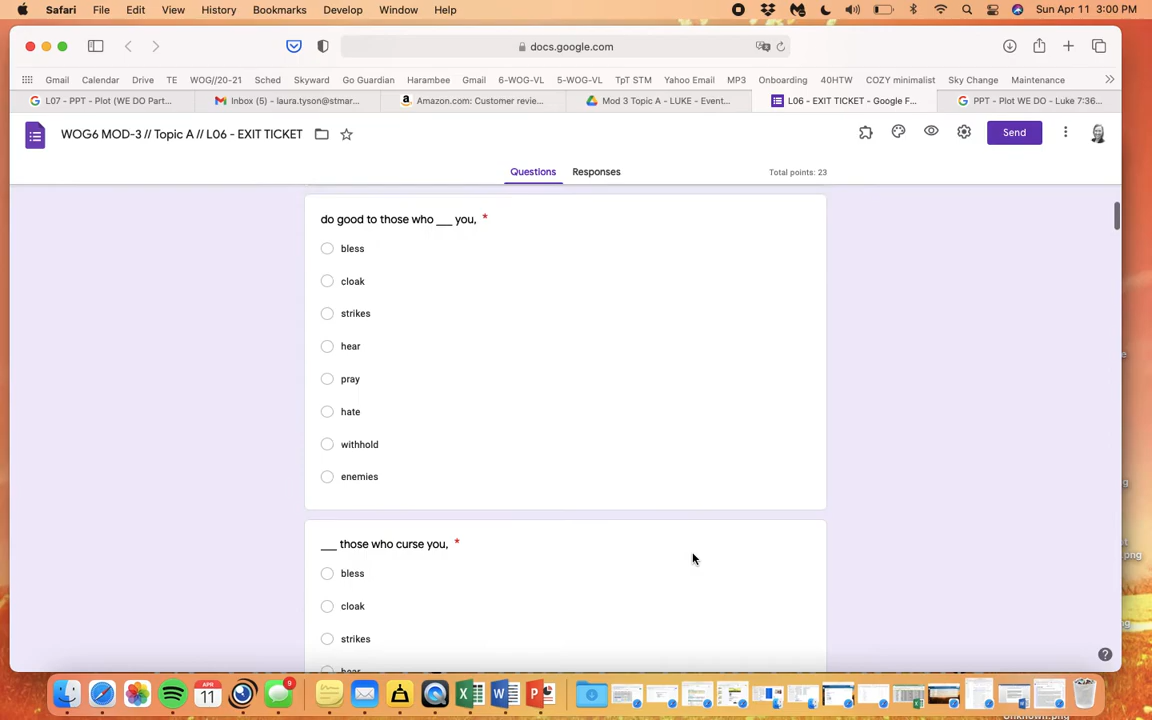 Safari File Edit View History Bookmarks Develop Window Help Sun Apr 11 3:00 PM
docs.google.com
Gmail Calendar Drive TE WOG//20-21 Sched Skyward Go Guardian Harambee Gmail 6-WOG-VL 5-WOG-VL TpT STM Yahoo Email MP3 Onboarding 40HTW COZY minimalist Sky Change Maintenance
L07 - PPT - Plot (WE DO Part... Inbox (5) - laura.tyson@stmar... Amazon.com: Customer revie... Mod 3 Topic A - LUKE - Event... L06 - EXIT TICKET - Google F... PPT - Plot WE DO - Luke 7:36...
WOG6 MOD-3 // Topic A // L06 - EXIT TICKET Send
Questions Responses Total points: 23
do good to those who ___ you, *
bless
cloak
strikes
hear
pray
hate
withhold
enemies
___ those who curse you, *
bless
cloak
strikes
hear
APR 11 9
Unknown.png